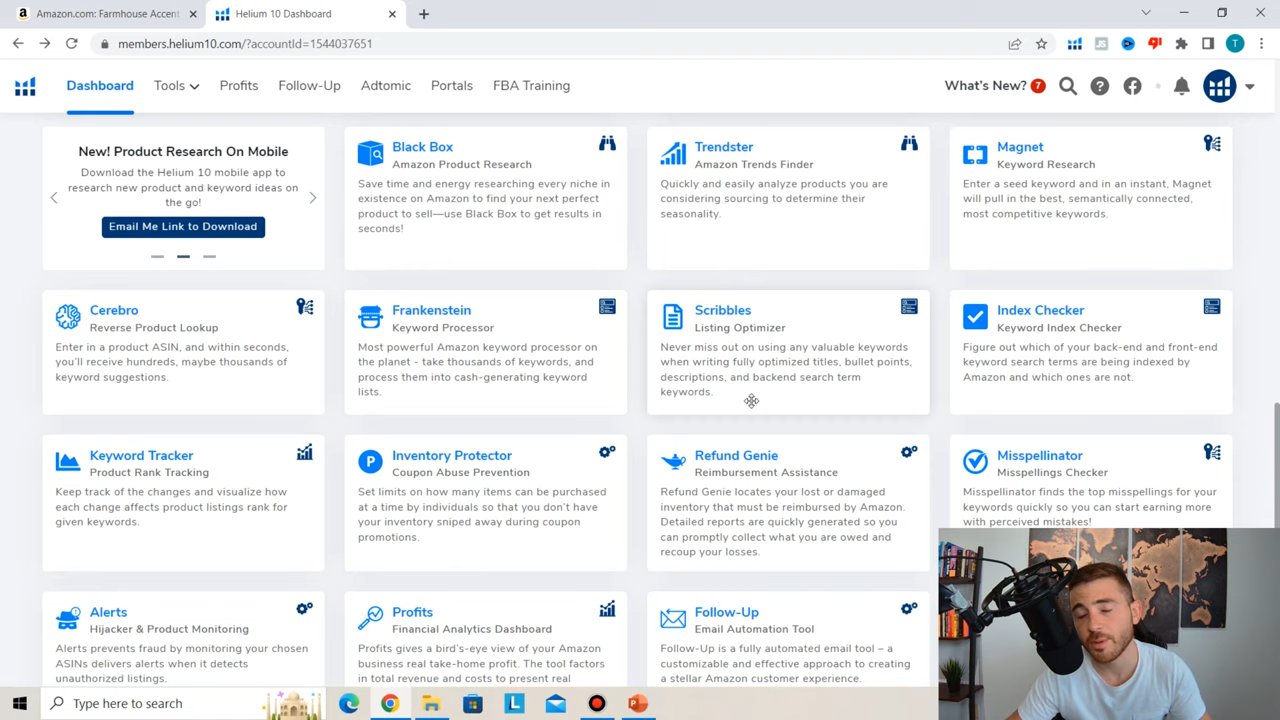 Amazon.com: Farmhouse Accent
Helium 10 Dashboard
members.helium10.com/?accountId=1544037651
JS
T
Dashboard
Tools
Profits
Follow-Up
Adtomic
Portals
FBA Training
What's New? 7
New! Product Research On Mobile
Download the Helium 10 mobile app to
research new product and keyword ideas on
the go!
Email Me Link to Download
Black Box
Amazon Product Research
Save time and energy researching every niche in
existence on Amazon to find your next perfect
product to sell—use Black Box to get results in
seconds!
Trendster
Amazon Trends Finder
Quickly and easily analyze products you are
considering sourcing to determine their
seasonality.
Magnet
Keyword Research
Enter a seed keyword and in an instant, Magnet
will pull in the best, semantically connected,
most competitive keywords.
Cerebro
Reverse Product Lookup
Enter in a product ASIN, and within seconds,
you'll receive hundreds, maybe thousands of
keyword suggestions.
Frankenstein
Keyword Processor
Most powerful Amazon keyword processor on
the planet - take thousands of keywords, and
process them into cash-generating keyword
lists.
Scribbles
Listing Optimizer
Never miss out on using any valuable keywords
when writing fully optimized titles, bullet points,
descriptions, and backend search term
keywords.
Index Checker
Keyword Index Checker
Figure out which of your back-end and front-end
keyword search terms are being indexed by
Amazon and which ones are not.
Keyword Tracker
Product Rank Tracking
Keep track of the changes and visualize how
each change affects product listings rank for
given keywords.
P
Inventory Protector
Coupon Abuse Prevention
Set limits on how many items can be purchased
at a time by individuals so that you don't have
your inventory sniped away during coupon
promotions.
Refund Genie
Reimbursement Assistance
Refund Genie locates your lost or damaged
inventory that must be reimbursed by Amazon.
Detailed reports are quickly generated so you
can promptly collect what you are owed and
recoup your losses.
Misspellinator
Misspellings Checker
Misspellinator finds the top misspellings for your
keywords quickly so you can start earning more
with perceived mistakes!
Alerts
Hijacker & Product Monitoring
Alerts prevents fraud by monitoring your chosen
ASINs delivers alerts when it detects
unauthorized listings.
Profits
Financial Analytics Dashboard
Profits gives a bird's-eye view of your Amazon
business real take-home profit. The tool factors
in total revenue and costs to present real
Follow-Up
Email Automation Tool
Follow-Up is a fully automated email tool – a
customizable and effective approach to creating
a stellar Amazon customer experience.
Type here to search
L